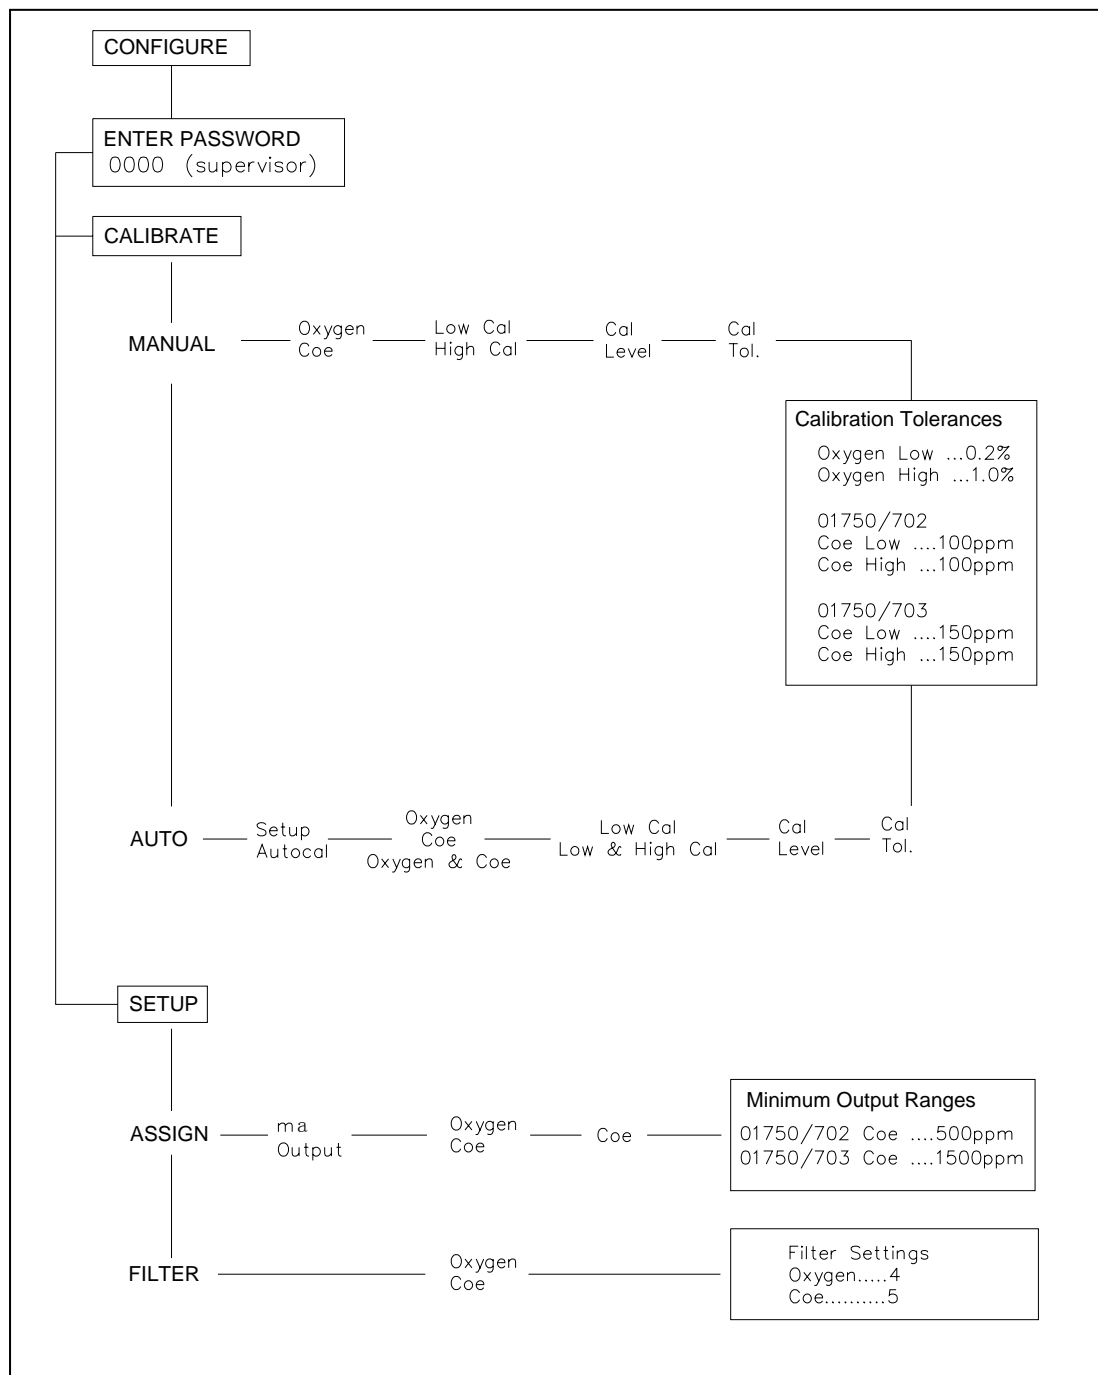 CONFIGURE
ENTER PASSWORD
0000 (supervisor)
CALIBRATE
MANUAL
Oxygen
Coe
Low Cal
High Cal
Cal
Level
Cal
Tol.
Calibration Tolerances
Oxygen Low ...0.2%
Oxygen High ...1.0%
01750/702
Coe Low ....100ppm
Coe High ...100ppm
01750/703
Coe Low ....150ppm
Coe High ...150ppm
AUTO
Setup
Autocal
Oxygen
Coe
Oxygen & Coe
Low Cal
Low & High Cal
Cal
Level
Cal
Tol.
SETUP
ASSIGN
ma
Output
Oxygen
Coe
Coe
Minimum Output Ranges
01750/702 Coe ....500ppm
01750/703 Coe ....1500ppm
FILTER
Oxygen
Coe
Filter Settings
Oxygen.....4
Coe..........5